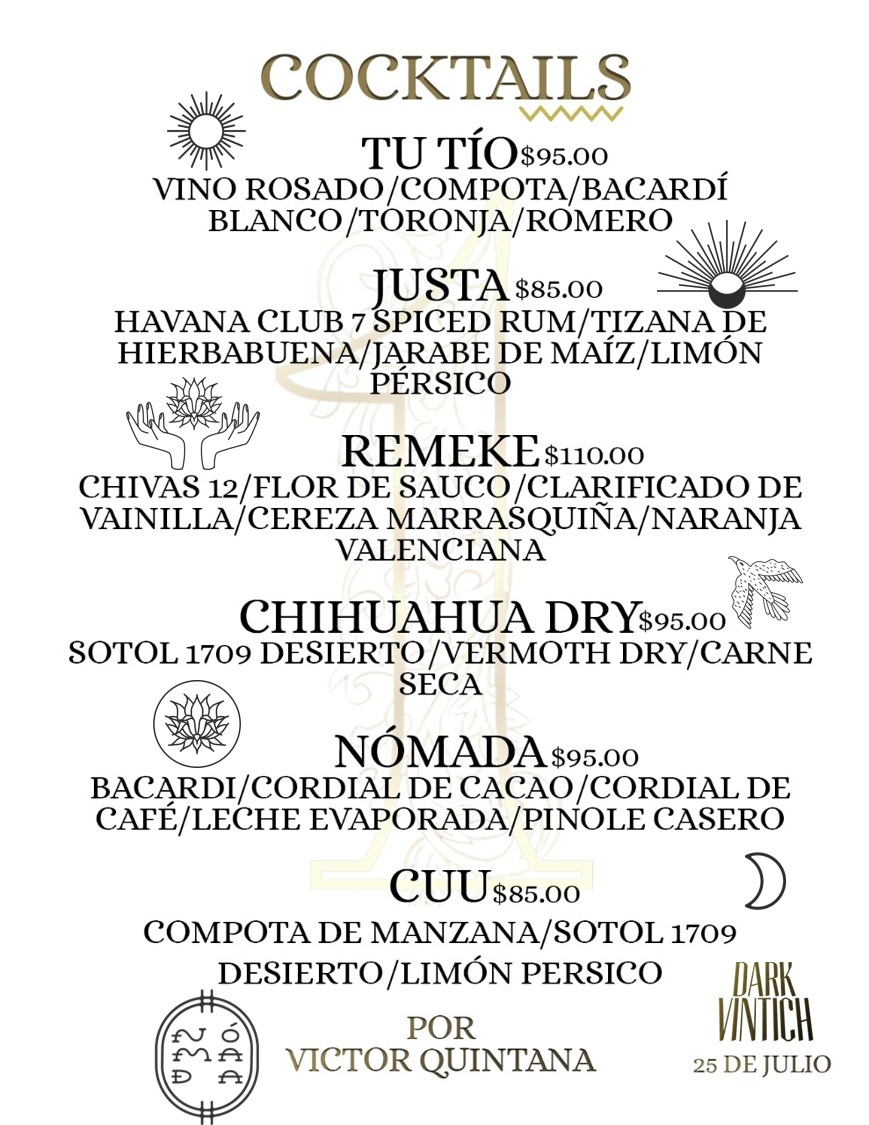 COCKTAILS
TU TÍO $95.00
VINO ROSADO/COMPOTA/BACARDÍ
BLANCO/TORONJA/ROMERO
JUSTA $85.00
HAVANA CLUB 7 SPICED RUM/TIZANA DE
HIERBABUENA/JARABE DE MAÍZ/LIMÓN
PÉRSICO
REMEKE $110.00
CHIVAS 12/FLOR DE SAUCO/CLARIFICADO DE
VAINILLA/CEREZA MARRASQUIÑA/NARANJA
VALENCIANA
CHIHUAHUA DRY $95.00
SOTOL 1709 DESIERTO/VERMOTH DRY/CARNE
SECA
NÓMADA $95.00
BACARDI/CORDIAL DE CACAO/CORDIAL DE
CAFÉ/LECHE EVAPORADA/PINOLE CASERO
CUU $85.00
COMPOTA DE MANZANA/SOTOL 1709
DESIERTO/LIMÓN PERSICO
POR
VICTOR QUINTANA
DARK
VINTICH
25 DE JULIO